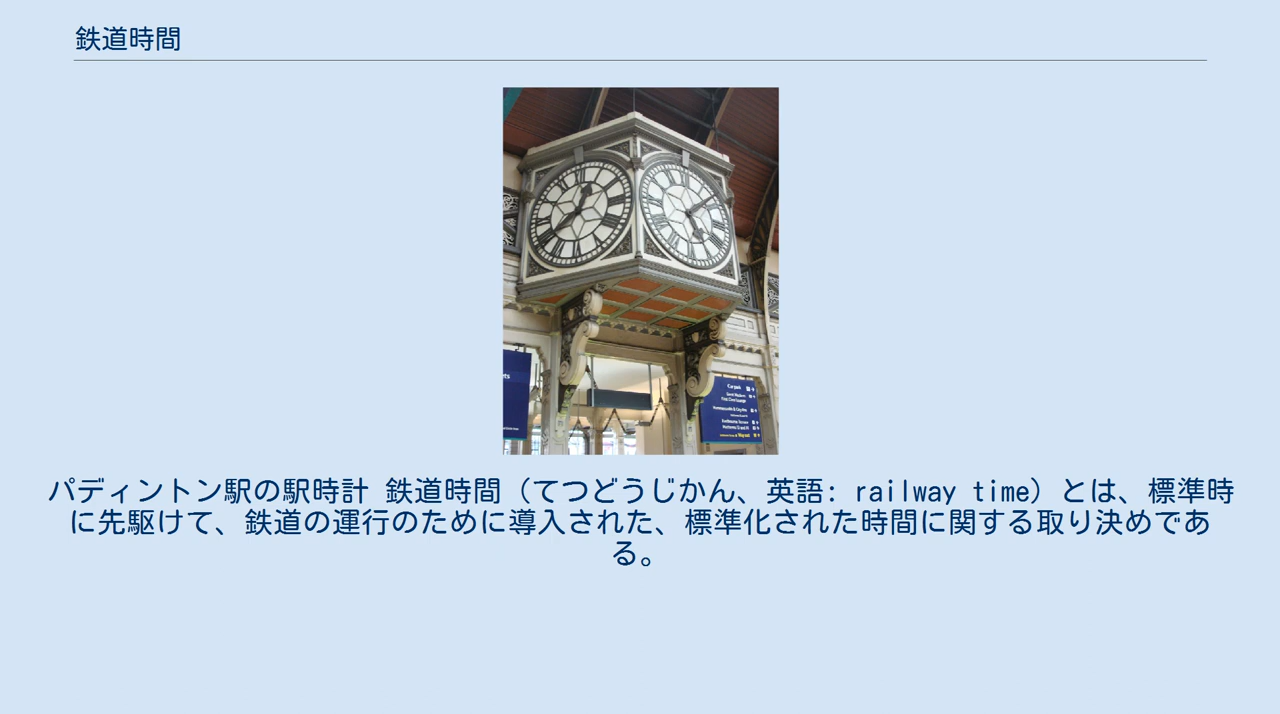 鉄道時間
Car park
パディントン駅の駅時計 鉄道時間（てつどうじかん、英語: railway time）とは、標準時
に先駆けて、鉄道の運行のために導入された、標準化された時間に関する取り決めであ
る。